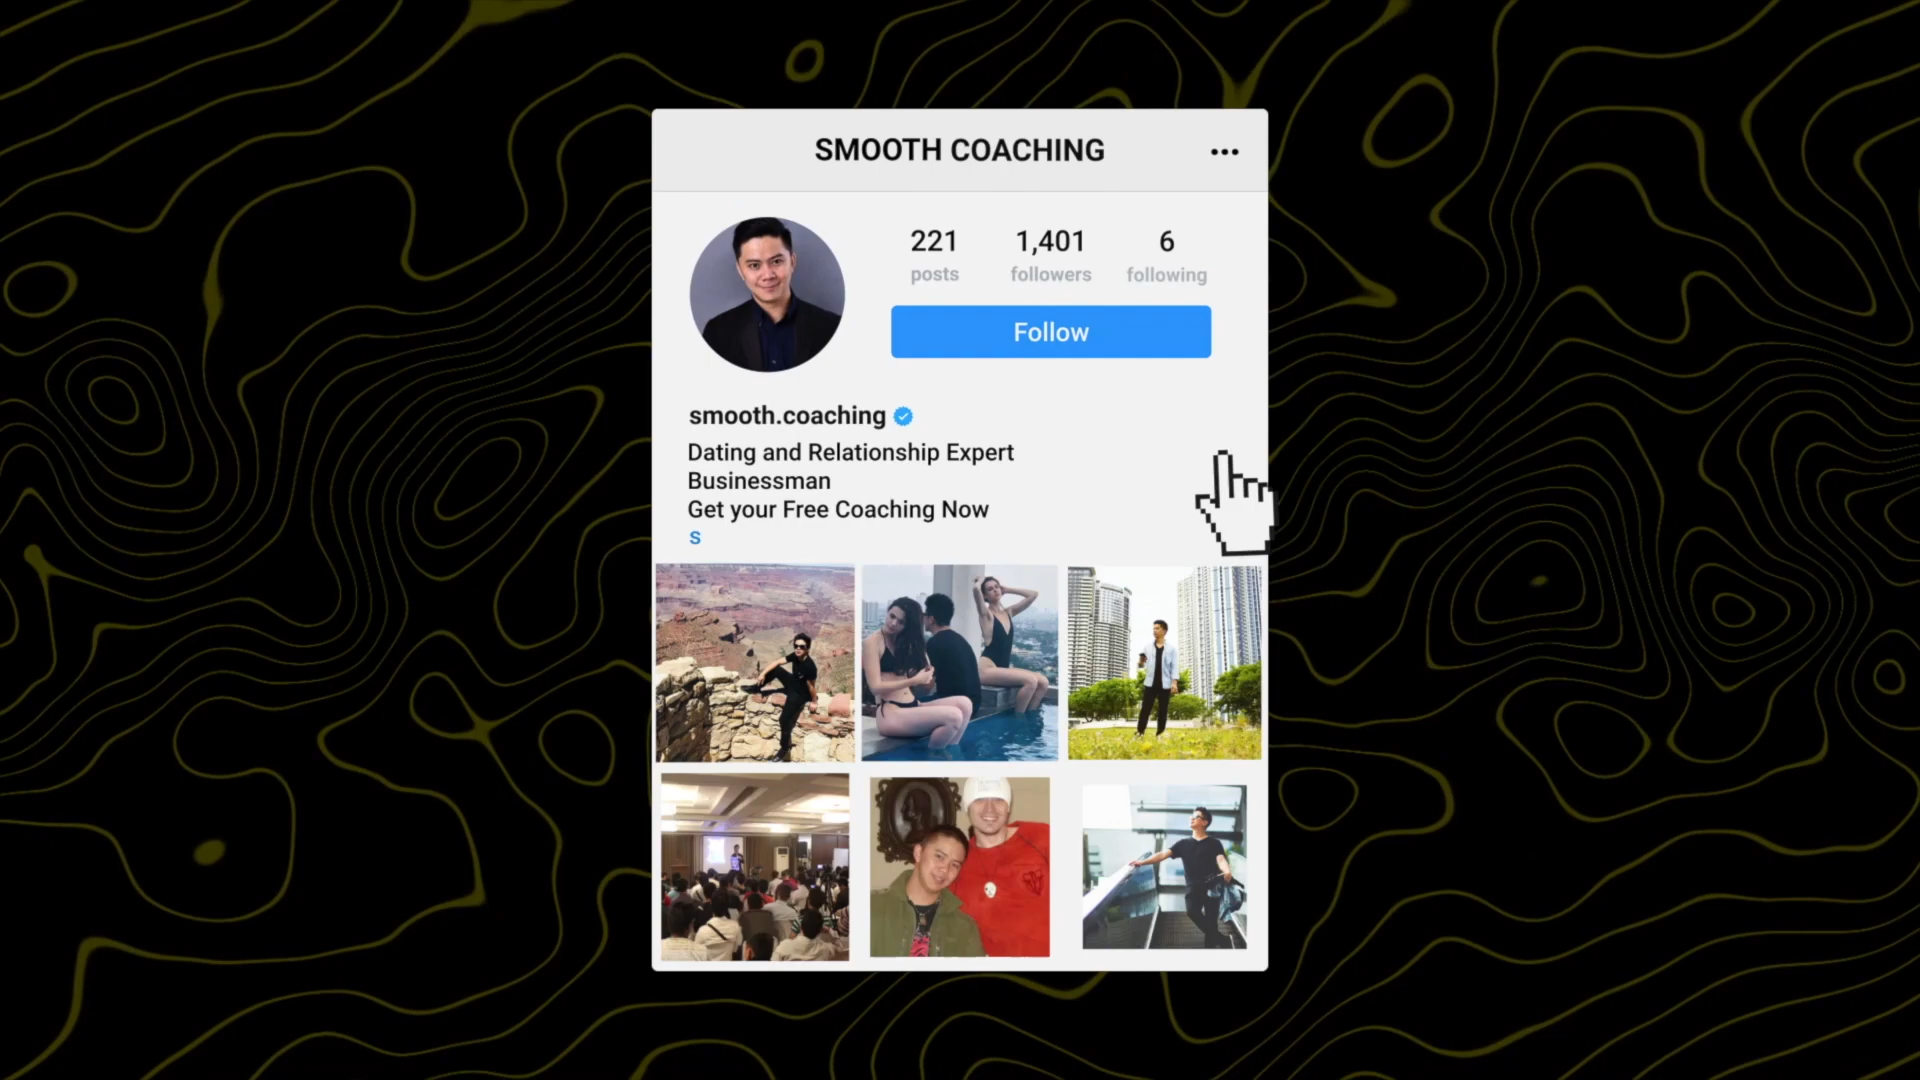 SMOOTH COACHING
221 1,401 6
posts followers following
Follow
smooth.coaching
Dating and Relationship Expert
Businessman
Get your Free Coaching Now
S